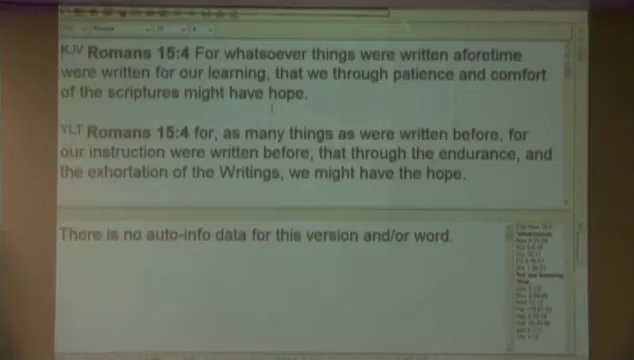 KJV Romans 15:4 For whatsoever things were written aforetime
were written for our learning, that we through patience and comfort
of the scriptures might have hope.
YLT Romans 15:4 for, as many things as were written before, for
our instruction were written before, that through the endurance, and
the exhortation of the Writings, we might have the hope.
There is no auto-info data for this version and/or word.